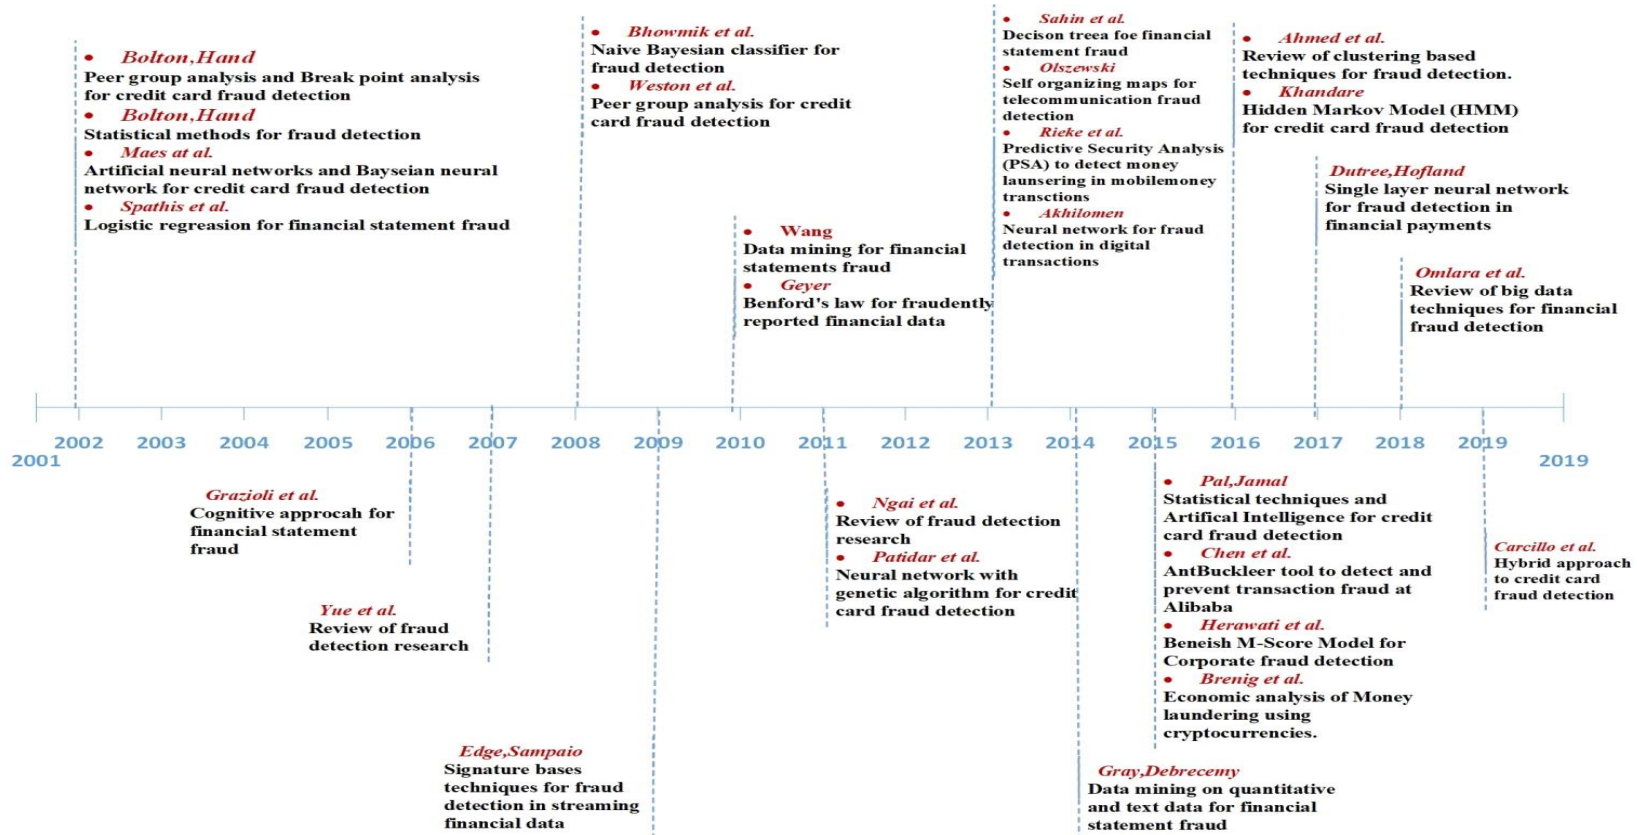 Bolton,Hand
Peer group analysis and Break point analysis
for credit card fraud detection
Bolton,Hand
Statistical methods for fraud detection
Maes at al.
Artificial neural networks and Bayseian neural
network for credit card fraud detection
Spathis et al.
Logistic regreasion for financial statement fraud
Bhowmik et al.
Naive Bayesian classifier for
fraud detection
Weston et al.
Peer group analysis for credit
card fraud detection
Wang
Data mining for financial
statements fraud
Geyer
Benford's law for fraudently
reported financial data
Sahin et al.
Decison treea foe financial
statement fraud
Olszewski
Self organizing maps for
telecommunication fraud
detection
Rieke et al.
Predictive Security Analysis
(PSA) to detect money
launsering in mobilemoney
transctions
Akhilomen
Neural network for fraud
detection in digital
transactions
Ahmed et al.
Review of clustering based
techniques for fraud detection.
Khandare
Hidden Markov Model (HMM)
for credit card fraud detection
Dutree,Hofland
Single layer neural network
for fraud detection in
financial payments
Omlara et al.
Review of big data
techniques for financial
fraud detection
2002 2003 2004 2005 2006 2007 2008 2009 2010 2011 2012 2013 2014 2015 2016 2017 2018 2019
2001 2019
Grazioli et al.
Cognitive approcah for
financial statement
fraud
Yue et al.
Review of fraud
detection research
Edge,Sampaio
Signature bases
techniques for fraud
detection in streaming
financial data
Ngai et al.
Review of fraud detection
research
Patidar et al.
Neural network with
genetic algorithm for credit
card fraud detection
Gray,Debrecemy
Data mining on quantitative
and text data for financial
statement fraud
Pal,Jamal
Statistical techniques and
Artifical Intelligence for credit
card fraud detection
Chen et al.
AntBuckleer tool to detect and
prevent transaction fraud at
Alibaba
Herawati et al.
Beneish M-Score Model for
Corporate fraud detection
Brenig et al.
Economic analysis of Money
laundering using
cryptocurrencies.
Carcillo et al.
Hybrid approach
to credit card
fraud detection